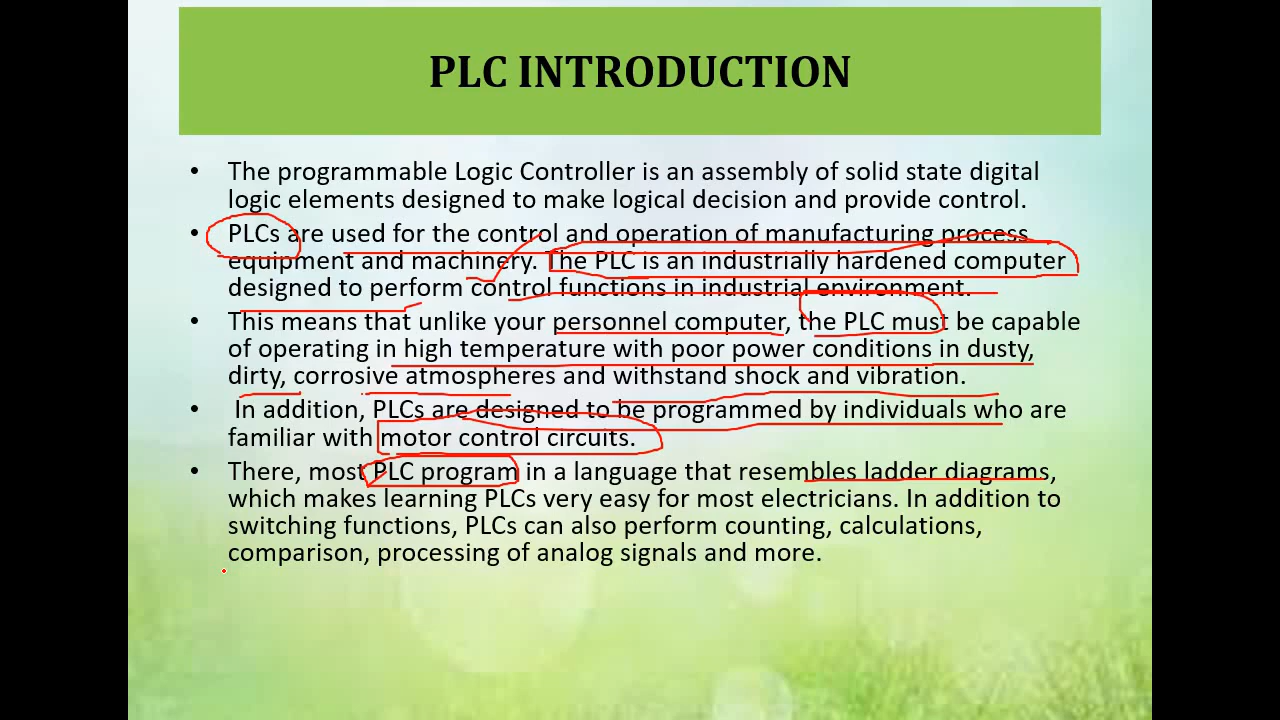 PLC INTRODUCTION
• The programmable Logic Controller is an assembly of solid state digital
logic elements designed to make logical decision and provide control.
• PLCs are used for the control and operation of manufacturing process
equipment and machinery. The PLC is an industrially hardened computer
designed to perform control functions in industrial environment.
• This means that unlike your personnel computer, the PLC must be capable
of operating in high temperature with poor power conditions in dusty,
dirty, corrosive atmospheres and withstand shock and vibration.
• In addition, PLCs are designed to be programmed by individuals who are
familiar with motor control circuits.
• There, most PLC program in a language that resembles ladder diagrams,
which makes learning PLCs very easy for most electricians. In addition to
switching functions, PLCs can also perform counting, calculations,
comparison, processing of analog signals and more.